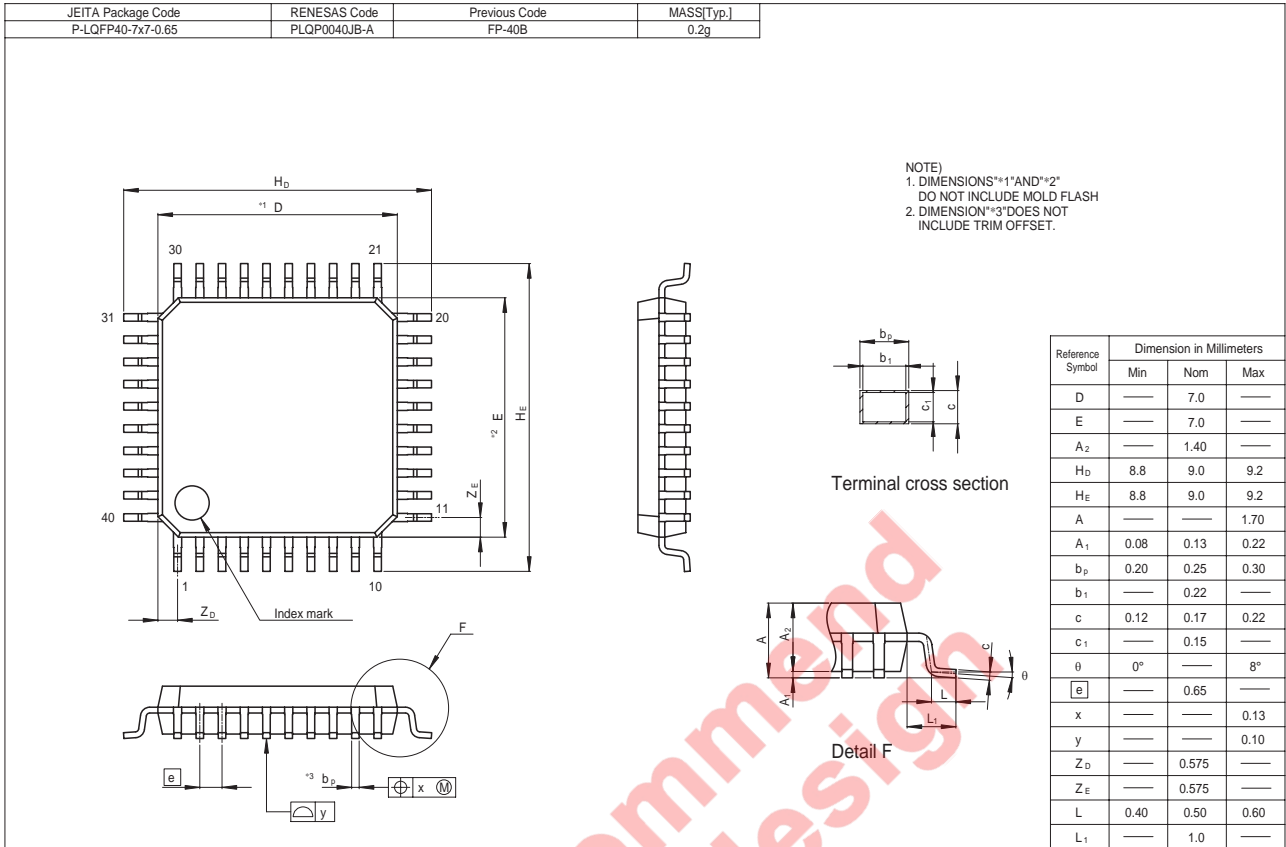 JEITA Package Code RENESAS Code Previous Code MASS[Typ.]
P-LQFP40-7x7-0.65 PLQP0040JB-A FP-40B 0.2g
NOTE)
1. DIMENSIONS"*1"AND"*2"
DO NOT INCLUDE MOLD FLASH
2. DIMENSION"*3"DOES NOT
INCLUDE TRIM OFFSET.
HD
*1 D
30 21
31 20
*2 E
HE
ZE
40 11
1 10
ZD
Index mark
F
e
*3 bp
x M
y
bp
b1
c1
c
Terminal cross section
A
A2
A1
L
L1
c
θ
Detail F
Reference Symbol Dimension in Millimeters
Min Nom Max
D — 7.0 —
E — 7.0 —
A2 — 1.40 —
HD 8.8 9.0 9.2
HE 8.8 9.0 9.2
A — — 1.70
A1 0.08 0.13 0.22
bp 0.20 0.25 0.30
b1 — 0.22 —
c 0.12 0.17 0.22
c1 — 0.15 —
θ 0° — 8°
e — 0.65 —
x — — 0.13
y — — 0.10
ZD — 0.575 —
ZE — 0.575 —
L 0.40 0.50 0.60
L1 — 1.0 —
ommend
design